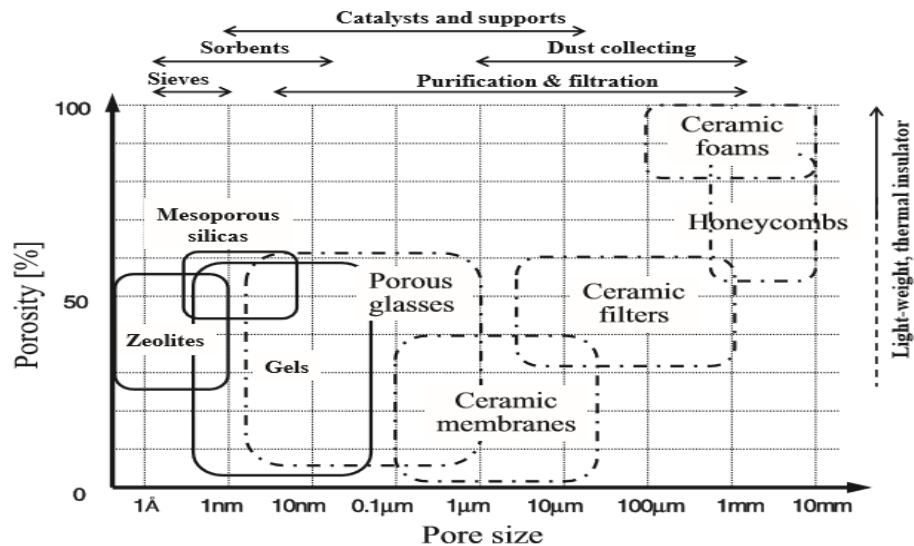 Catalysts and supports
Sorbents
Dust collecting
Sieves
Purification & filtration
100
Ceramic
foams
Mesoporous
silicas
Honeycombs
Porous
glasses
Ceramic
filters
50
Zeolites
Gels
Ceramic
membranes
0
Porosity [%]
Light-weight, thermal insulator
1Å 1nm 10nm 0.1µm 1µm 10µm 100µm 1mm 10mm
Pore size